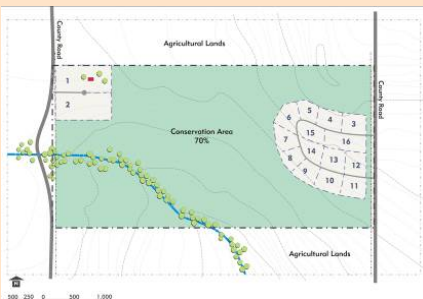 Agricultural Lands
County Road
County Road
1
2
Conservation Area
70%
6
5
4
3
7
15
16
8
14
13
12
9
10
11
Agricultural Lands
500 250 0 500 1,000